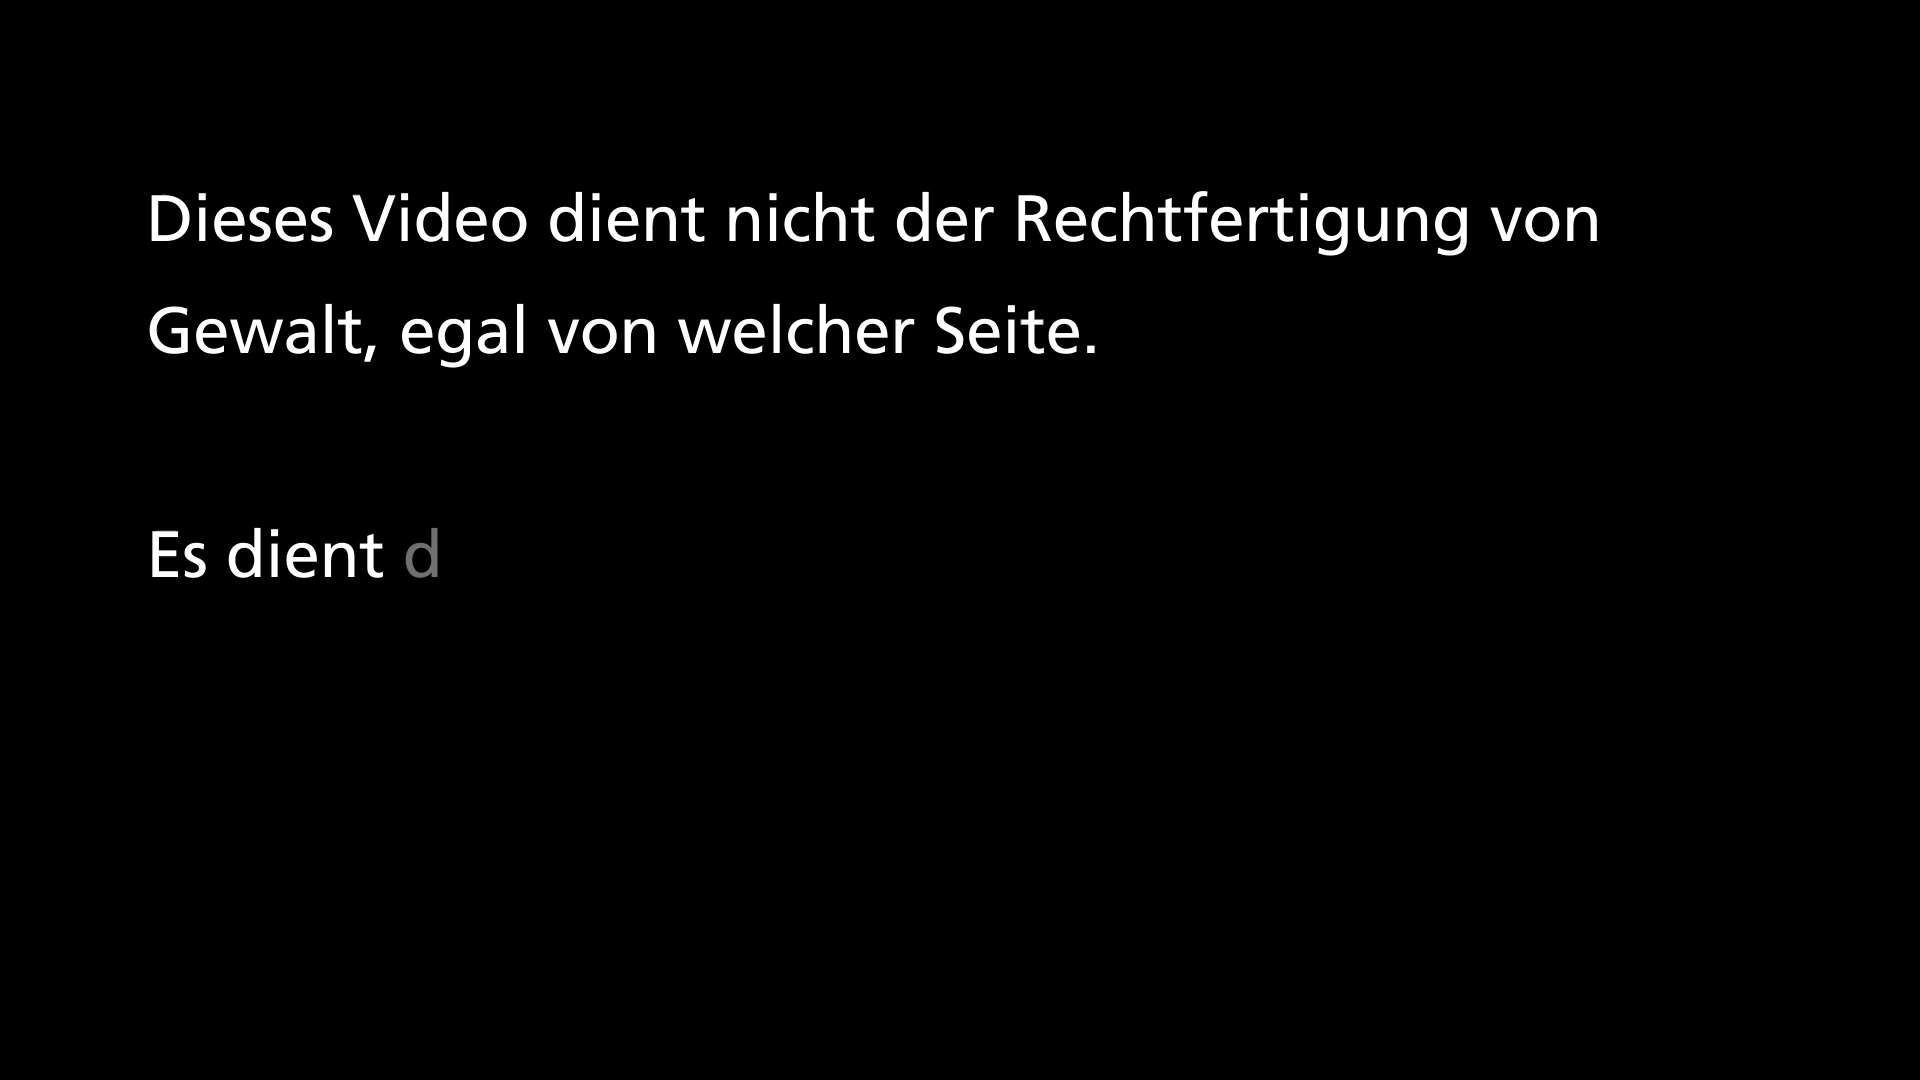 Dieses Video dient nicht der Rechtfertigung von
Gewalt, egal von welcher Seite.
Es dient d